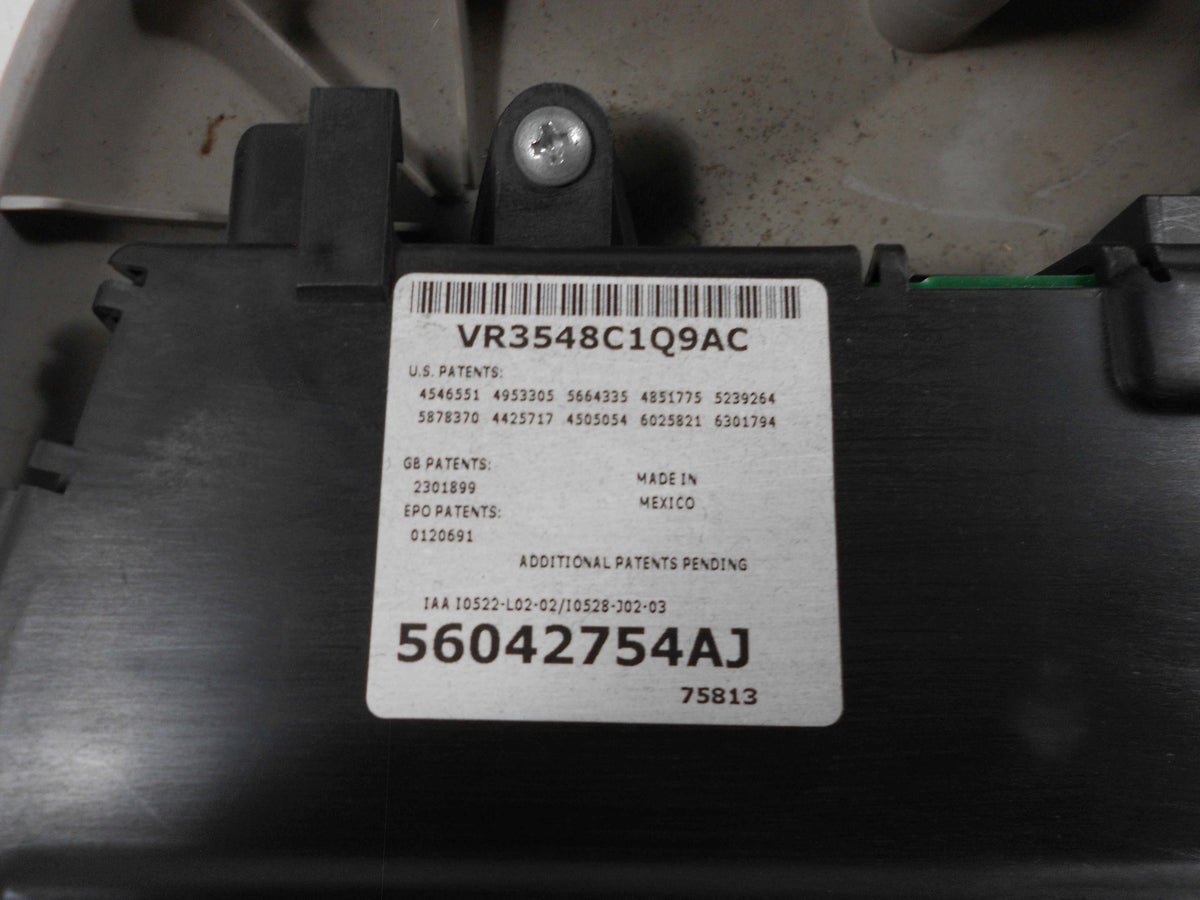 VR3548C1Q9AC
U.S. PATENTS:
4546551 4953305 5664335 4851775 5239264
5878370 4425717 4505054 6025821 6301794
GB PATENTS:
2301899
MADE IN
MEXICO
EPO PATENTS:
0120691
ADDITIONAL PATENTS PENDING
IAA I0522-L02-02/I0528-J02-03
56042754AJ
75813